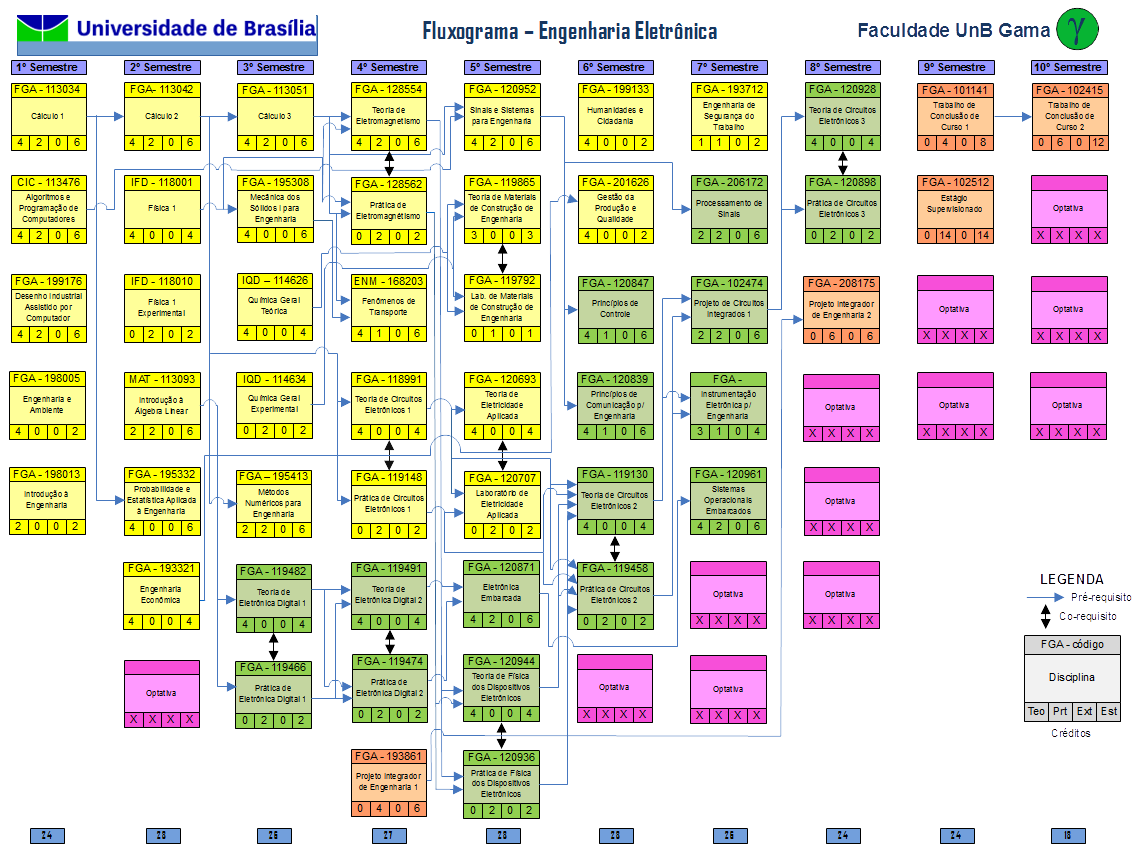 Universidade de Brasília
Fluxograma – Engenharia Eletrônica
Faculdade UnB Gama
γ
1º Semestre
2º Semestre
3º Semestre
4º Semestre
5º Semestre
6º Semestre
7º Semestre
8º Semestre
9º Semestre
10º Semestre
FGA - 113034
Cálculo 1
4 2 0 6
FGA- 113042
Cálculo 2
4 2 0 6
FGA - 113051
Cálculo 3
4 2 0 6
FGA - 128554
Teoria de
Eletromagnetismo
4 2 0 6
FGA - 120952
Sinais e Sistemas
para Engenharia
4 2 0 6
FGA - 199133
Humanidades e
Cidadania
4 0 0 2
FGA - 193712
Engenharia de
Segurança do
Trabalho
1 1 0 2
FGA - 120928
Teoria de Circuitos
Eletrônicos 3
4 0 0 4
FGA - 101141
Trabalho de
Conclusão de
Curso 1
0 4 0 8
FGA - 102415
Trabalho de
Conclusão de
Curso 2
0 6 0 12
CIC - 113476
Algoritmos e
Programação de
Computadores
4 2 0 6
IFD - 118001
Física 1
4 0 0 4
FGA - 195308
Mecânica dos
Sólidos I para
Engenharia
4 0 0 6
FGA - 128562
Prática de
Eletromagnétismo
0 2 0 2
FGA - 119865
Teoria de Materiais
de Construção de
Engenharia
3 0 0 3
FGA - 201626
Gestão da
Produção e
Qualidade
4 0 0 2
FGA - 206172
Processamento de
Sinais
2 2 0 6
FGA - 120898
Prática de Circuitos
Eletrônicos 3
0 2 0 2
FGA - 102512
Estágio
Supervisionado
0 14 0 14
Optativa
X X X X
FGA - 199176
Desenho Industrial
Assistido por
Computador
4 2 0 6
IFD - 118010
Física 1
Experimental
0 2 0 2
IQD - 114626
Química Geral
Teórica
4 0 0 4
ENM - 168203
Fenômenos de
Transporte
4 1 0 6
FGA - 119792
Lab. de Materiais
de Construção de
Engenharia
0 1 0 1
FGA - 120847
Princípios de
Controle
4 1 0 6
FGA - 102474
Projeto de Circuitos
Integrados 1
2 2 0 6
FGA - 208175
Projeto Integrador
de Engenharia 2
0 6 0 6
Optativa
X X X X
Optativa
X X X X
FGA - 198005
Engenharia e
Ambiente
4 0 0 2
MAT - 113093
Introdução à
Álgebra Linear
2 2 0 6
IQD - 114634
Química Geral
Experimental
0 2 0 2
FGA - 118991
Teoria de Circuitos
Eletrônicos 1
4 0 0 4
FGA - 120693
Teoria de
Eletricidade
Aplicada
4 0 0 4
FGA - 120839
Princípios de
Comunicação p/
Engenharia
4 1 0 6
FGA -
Instrumentação
Eletrônica p/
Engenharia
3 1 0 4
Optativa
X X X X
Optativa
X X X X
Optativa
X X X X
FGA - 198013
Introdução à
Engenharia
2 0 0 2
FGA - 195332
Probabilidade e
Estatística Aplicada
à Engenharia
4 0 0 6
FGA - 195413
Métodos
Numéricos para
Engenharia
2 2 0 6
FGA - 119148
Prática de Circuitos
Eletrônicos 1
0 2 0 2
FGA - 120707
Laboratório de
Eletricidade
Aplicada
0 2 0 2
FGA - 119130
Teoria de Circuitos
Eletrônicos 2
4 0 0 4
FGA - 120961
Sistemas
Operacionais
Embarcados
4 2 0 6
Optativa
X X X X
FGA - 193321
Engenharia
Econômica
4 0 0 4
FGA - 119482
Teoria de
Eletrônica Digital 1
4 0 0 4
FGA - 119491
Teoria de
Eletrônica Digital 2
4 0 0 4
FGA - 120871
Eletrônica
Embarcada
4 2 0 6
FGA - 119458
Prática de Circuitos
Eletrônicos 2
0 2 0 2
Optativa
X X X X
Optativa
X X X X
LEGENDA
Pré-requisito
Co-requisito
FGA - código
Disciplina
Teo Prt Ext Est
Créditos
Optativa
X X X X
FGA - 119466
Prática de
Eletrônica Digital 1
0 2 0 2
FGA - 119474
Prática de
Eletrônica Digital 2
0 2 0 2
FGA - 120944
Teoria de Física
dos Dispositivos
Eletrônicos
4 0 0 4
Optativa
X X X X
Optativa
X X X X
FGA - 193861
Projeto Integrador
de Engenharia 1
0 4 0 6
FGA - 120936
Prática de Física
dos Dispositivos
Eletrônicos
0 2 0 2
24
28
26
27
28
28
26
24
24
18